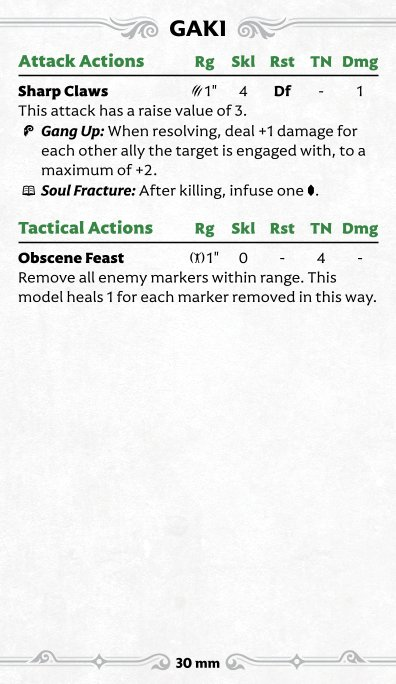 GAKI
Attack Actions Rg Skl Rst TN Dmg
Sharp Claws 1" 4 Df - 1
This attack has a raise value of 3.
Gang Up: When resolving, deal +1 damage for
each other ally the target is engaged with, to a
maximum of +2.
Soul Fracture: After killing, infuse one .
Tactical Actions Rg Skl Rst TN Dmg
Obscene Feast 1" 0 - 4 -
Remove all enemy markers within range. This
model heals 1 for each marker removed in this way.
30 mm